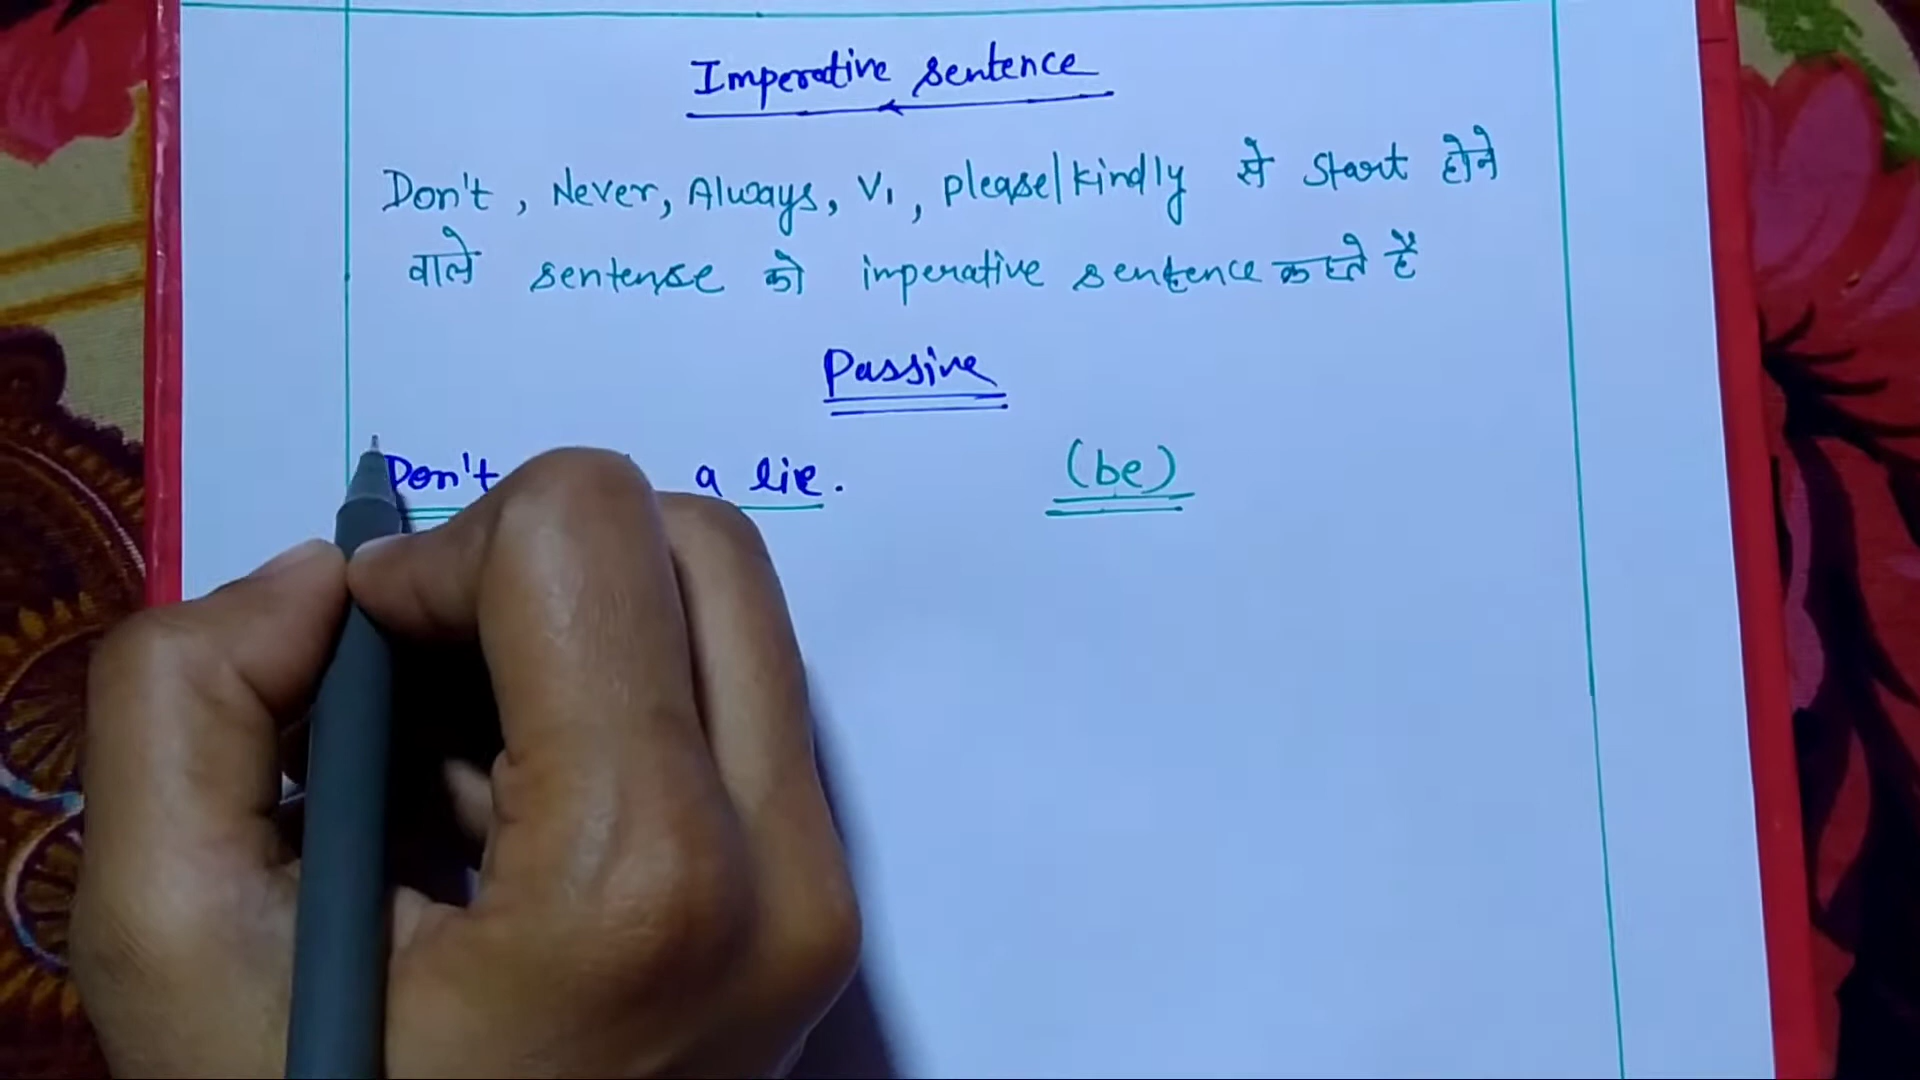 Imperative sentence
Don't, Never, Always, V₁, please/kindly से start होने
वाले sentense को imperative sentence कहते हैं
Passive
Don't a lie. (be)